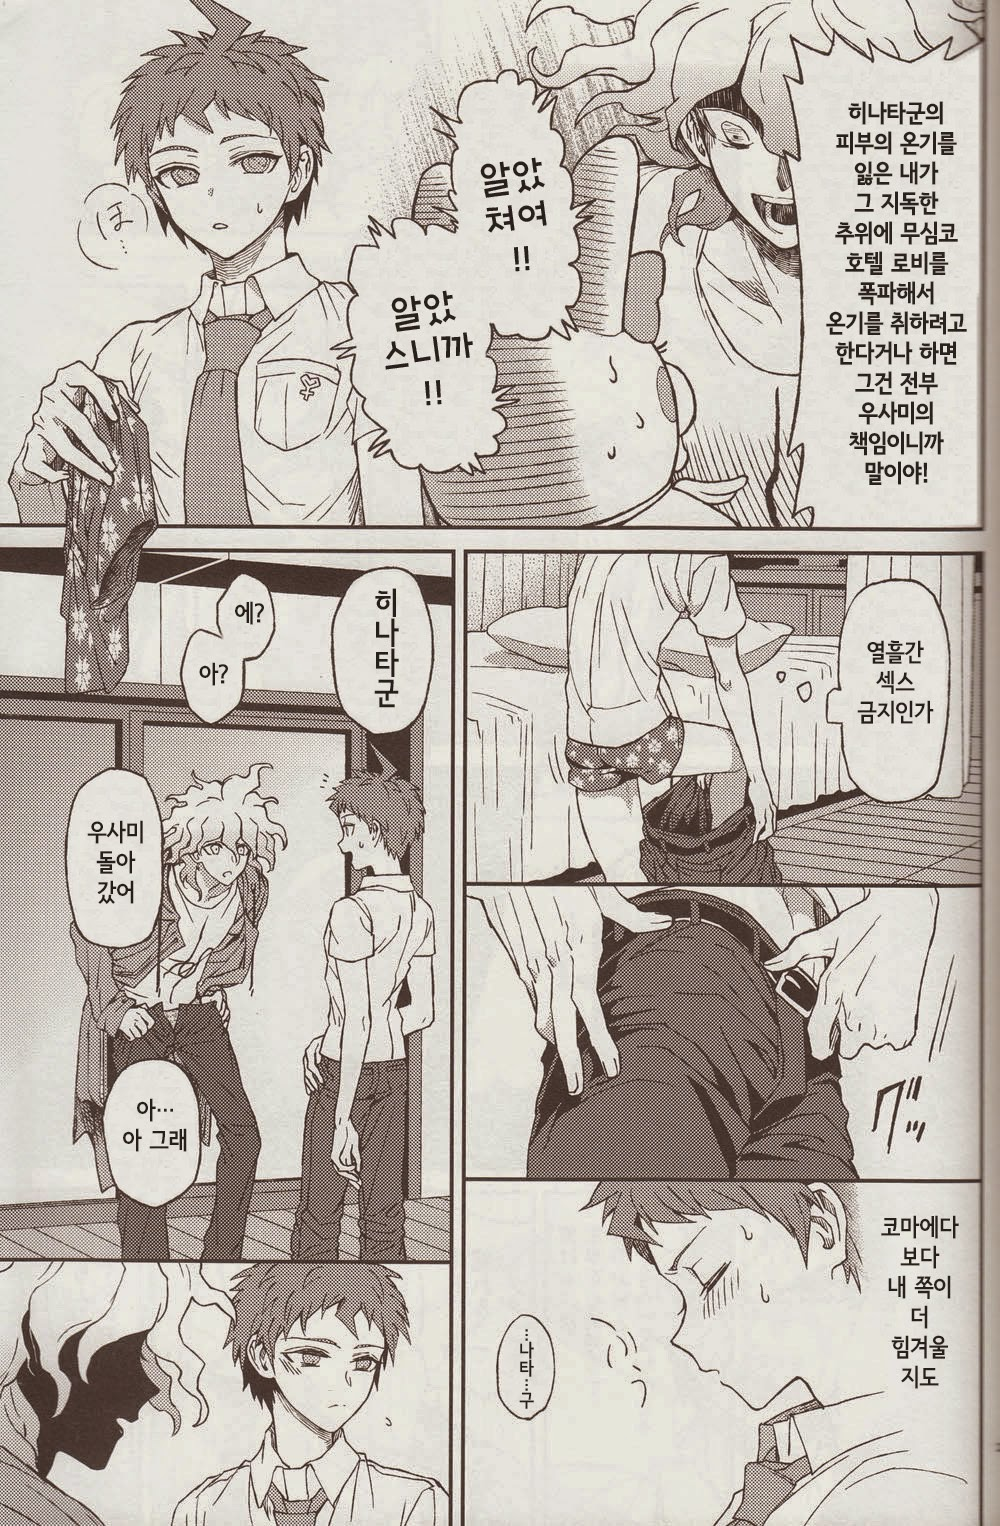 히나타군의
피부의 온기를
잃은 내가
그 지독한
추위에 무심코
호텔 로비를
폭파해서
온기를 취하려고
한다거나 하면
그건 전부
우사미의
책임이니까
말이야!
알았
쳐여
!!
알았
스니까
!!
ほ…
열흘간
섹스
금지인가
グッ
코마에다
보다
내 쪽이
더
힘겨울
지도
…나타…구
히나타군
에?
아?
우사미
돌아
갔어
아…
아 그래